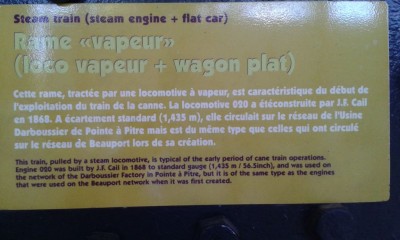 Steam train (steam engine + flat car)
Rame «vapeur»
(loco vapeur + wagon plat)
Cette rame, tractée par une locomotive à vapeur, est caractéristique du début de
l'exploitation du train de la canne. La locomotive 020 a étéconstruite par J.F. Cail
en 1868. A écartement standard (1,435 m), elle circulait sur le réseau de l'Usine
Darboussier de Pointe à Pitre mais est du même type que celles qui ont circulé
sur le réseau de Beauport lors de sa création.
This train, pulled by a steam locomotive, is typical of the early period of cane train operations.
Engine 020 was built by J.F. Cail in 1868 to standard gauge (1,435 m / 56.5inch), and was used on
the network of the Darboussier Factory in Pointe à Pitre, but it is of the same type as the engines
that were used on the Beauport network when it was first created.